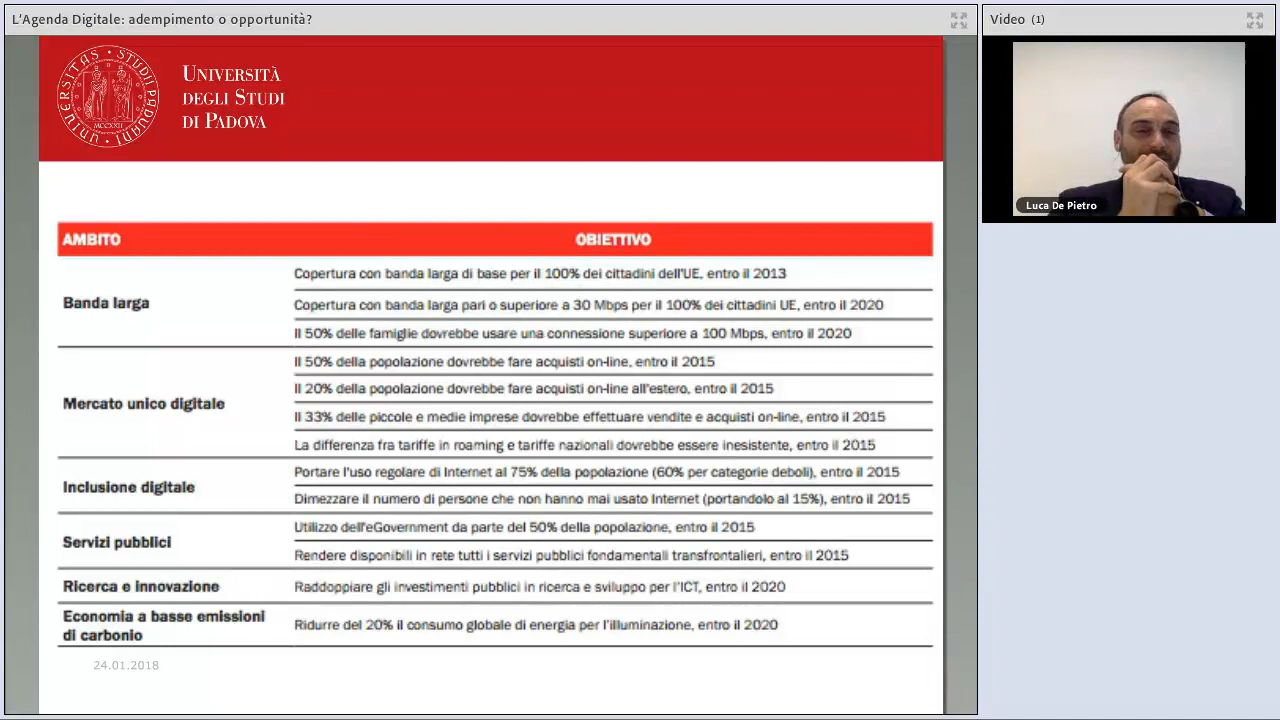 L'Agenda Digitale: adempimento o opportunità?
Video (1)
UNIVERSITAS STUDII PADUANI
MCCXXII
UNIVERSITÀ
DEGLI STUDI
DI PADOVA
Luca De Pietro
AMBITO OBIETTIVO
Banda larga
Copertura con banda larga di base per il 100% dei cittadini dell'UE, entro il 2013
Copertura con banda larga pari o superiore a 30 Mbps per il 100% dei cittadini UE, entro il 2020
Il 50% delle famiglie dovrebbe usare una connessione superiore a 100 Mbps, entro il 2020
Mercato unico digitale
Il 50% della popolazione dovrebbe fare acquisti on-line, entro il 2015
Il 20% della popolazione dovrebbe fare acquisti on-line all'estero, entro il 2015
Il 33% delle piccole e medie imprese dovrebbe effettuare vendite e acquisti on-line, entro il 2015
La differenza fra tariffe in roaming e tariffe nazionali dovrebbe essere inesistente, entro il 2015
Inclusione digitale
Portare l'uso regolare di Internet al 75% della popolazione (60% per categorie deboli), entro il 2015
Dimezzare il numero di persone che non hanno mai usato Internet (portandolo al 15%), entro il 2015
Servizi pubblici
Utilizzo dell'eGovernment da parte del 50% della popolazione, entro il 2015
Rendere disponibili in rete tutti i servizi pubblici fondamentali transfrontalieri, entro il 2015
Ricerca e innovazione
Raddoppiare gli investimenti pubblici in ricerca e sviluppo per l'ICT, entro il 2020
Economia a basse emissioni
di carbonio
Ridurre del 20% il consumo globale di energia per l'illuminazione, entro il 2020
24.01.2018